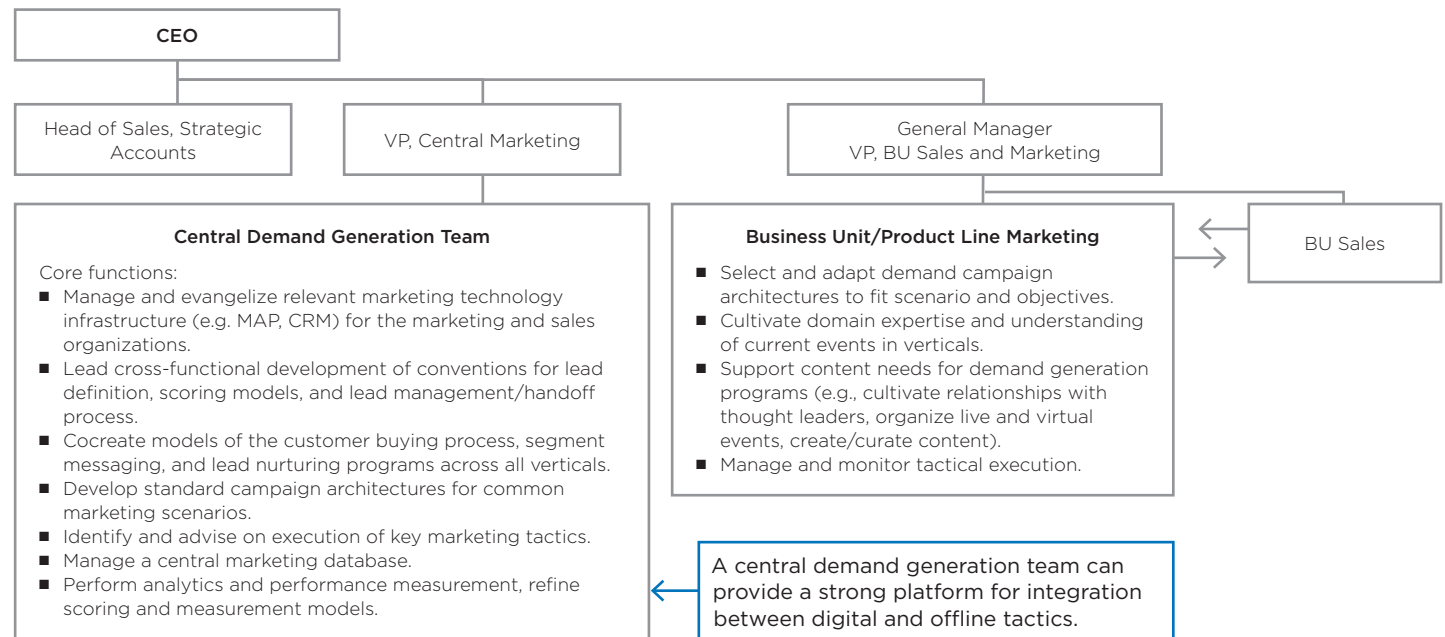 CEO
Head of Sales, Strategic
Accounts
VP, Central Marketing
General Manager
VP, BU Sales and Marketing
Central Demand Generation Team
Core functions:
■ Manage and evangelize relevant marketing technology
infrastructure (e.g. MAP, CRM) for the marketing and sales
organizations.
■ Lead cross-functional development of conventions for lead
definition, scoring models, and lead management/handoff
process.
■ Cocreate models of the customer buying process, segment
messaging, and lead nurturing programs across all verticals.
■ Develop standard campaign architectures for common
marketing scenarios.
■ Identify and advise on execution of key marketing tactics.
■ Manage a central marketing database.
■ Perform analytics and performance measurement, refine
scoring and measurement models.
Business Unit/Product Line Marketing
■ Select and adapt demand campaign
architectures to fit scenario and objectives.
■ Cultivate domain expertise and understanding
of current events in verticals.
■ Support content needs for demand generation
programs (e.g., cultivate relationships with
thought leaders, organize live and virtual
events, create/curate content).
■ Manage and monitor tactical execution.
BU Sales
A central demand generation team can
provide a strong platform for integration
between digital and offline tactics.